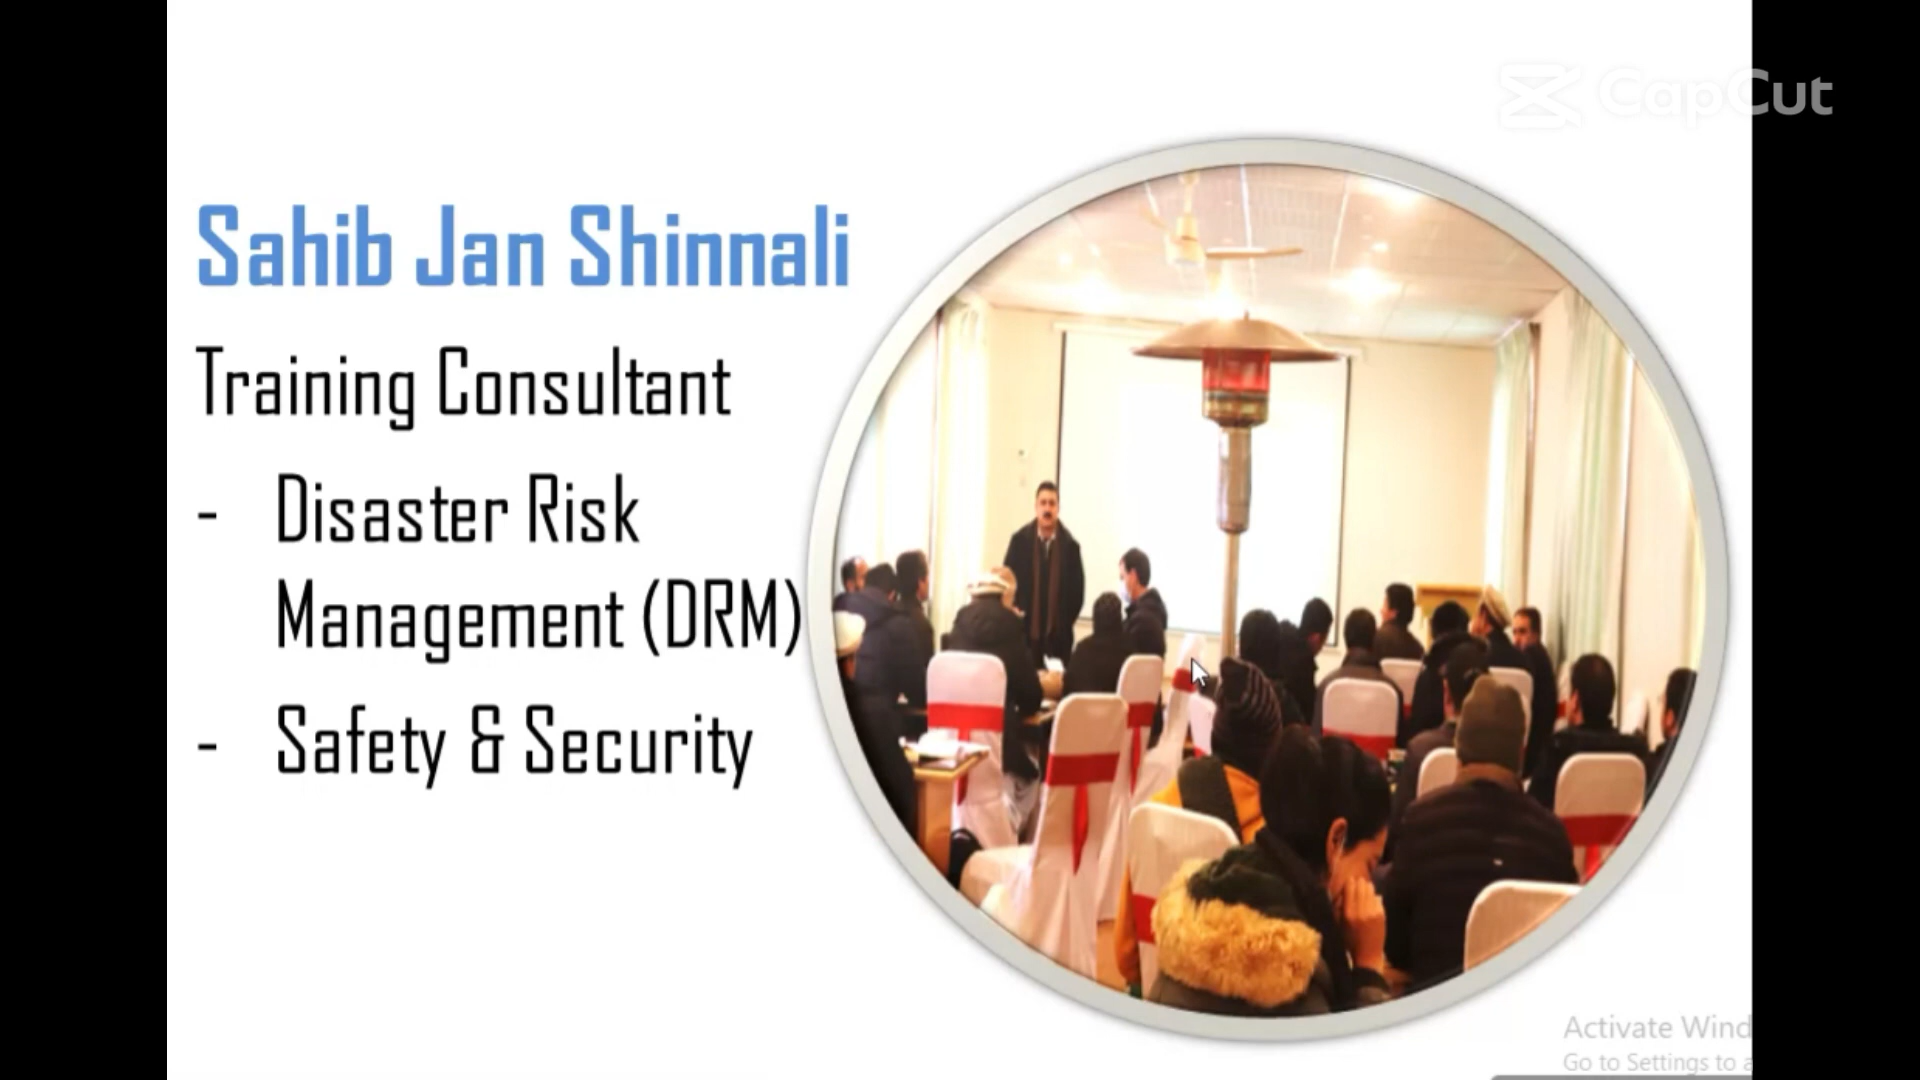 CapCut
Sahib Jan Shinnali
Training Consultant
- Disaster Risk
Management (DRM)
- Safety & Security
Activate Wind
Go to Settings to a